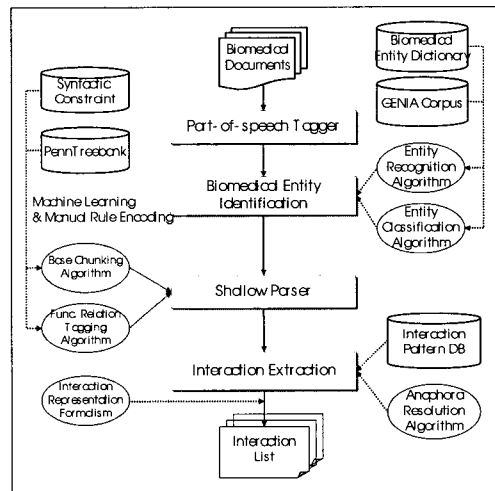 Biomedical
Documents
Biomedical
Entity Dictionary
Syntactic
Constraint
GENIA Corpus
Part-of-speech Tagger
PennTreebank
Entity
Recognition
Algorithm
Biomedical Entity
Identification
Machine Learning
& Manual Rule Encoding
Entity
Classification
Algorithm
Base Chunking
Algorithm
Shallow Parser
Func. Relation
Tagging
Algorithm
Interaction
Pattern DB
Interaction Extraction
Interaction
Representation
Formalism
Anaphora
Resolution
Algorithm
Interaction
List